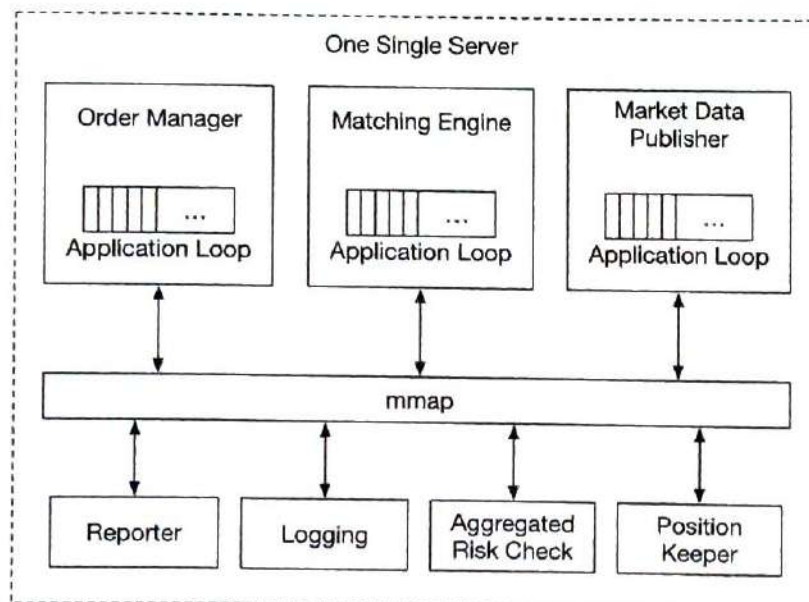 One Single Server
Order Manager
...
Application Loop
Matching Engine
...
Application Loop
Market Data
Publisher
...
Application Loop
mmap
Reporter
Logging
Aggregated
Risk Check
Position
Keeper